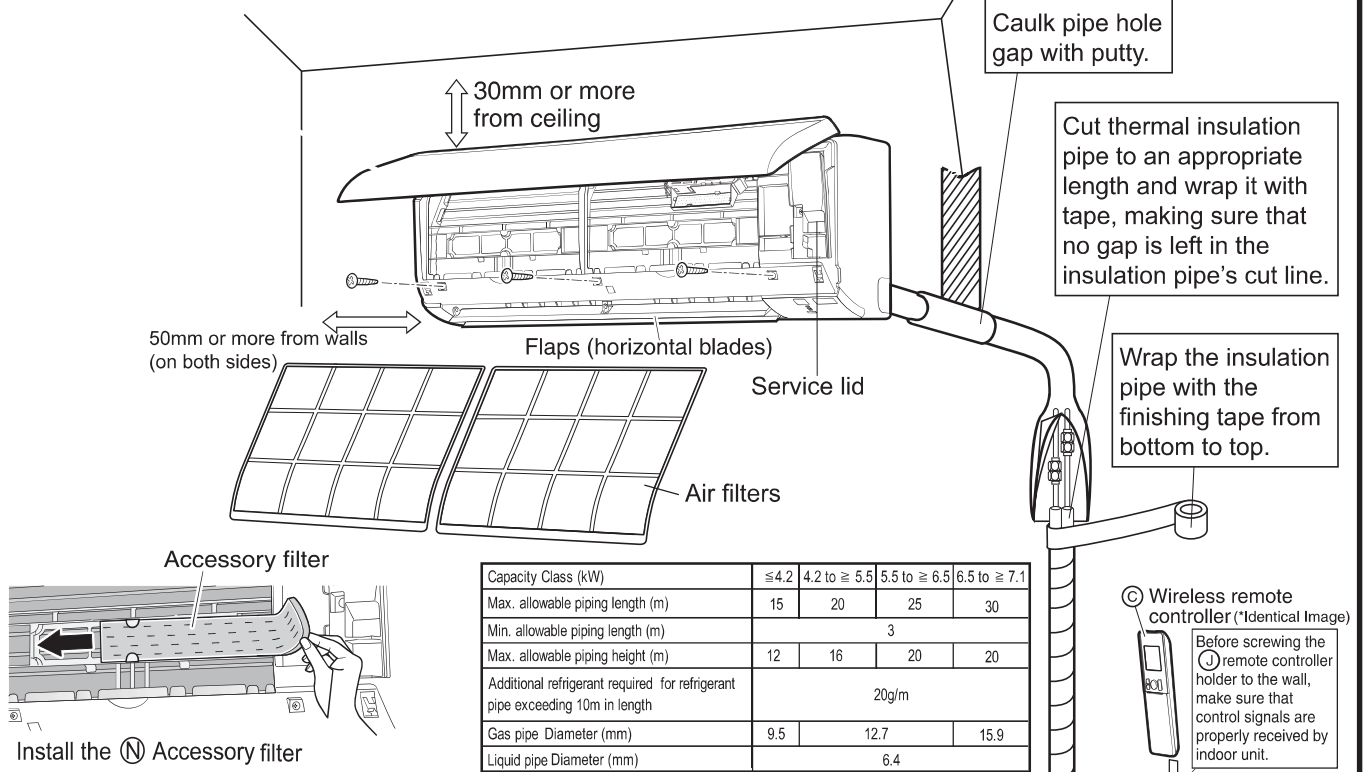 Caulk pipe hole
gap with putty.
30mm or more
from ceiling
Cut thermal insulation
pipe to an appropriate
length and wrap it with
tape, making sure that
no gap is left in the
insulation pipe's cut line.
50mm or more from walls
(on both sides)
Flaps (horizontal blades)
Service lid
Wrap the insulation
pipe with the
finishing tape from
bottom to top.
Air filters
Accessory filter
Install the Ⓝ Accessory filter
Capacity Class (kW) ≦4.2 4.2 to ≧ 5.5 5.5 to ≧ 6.5 6.5 to ≧ 7.1
Max. allowable piping length (m) 15 20 25 30
Min. allowable piping length (m) 3
Max. allowable piping height (m) 12 16 20 20
Additional refrigerant required for refrigerant
pipe exceeding 10m in length 20g/m
Gas pipe Diameter (mm) 9.5 12.7 15.9
Liquid pipe Diameter (mm) 6.4
Ⓒ Wireless remote
controller (*Identical Image)
Before screwing the
Ⓙ remote controller
holder to the wall,
make sure that
control signals are
properly received by
indoor unit.